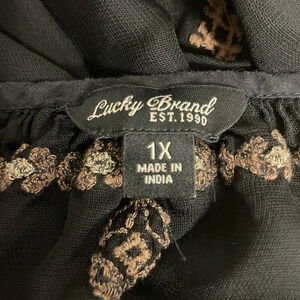 Lucky Brand
EST. 1990
1X
MADE IN
INDIA